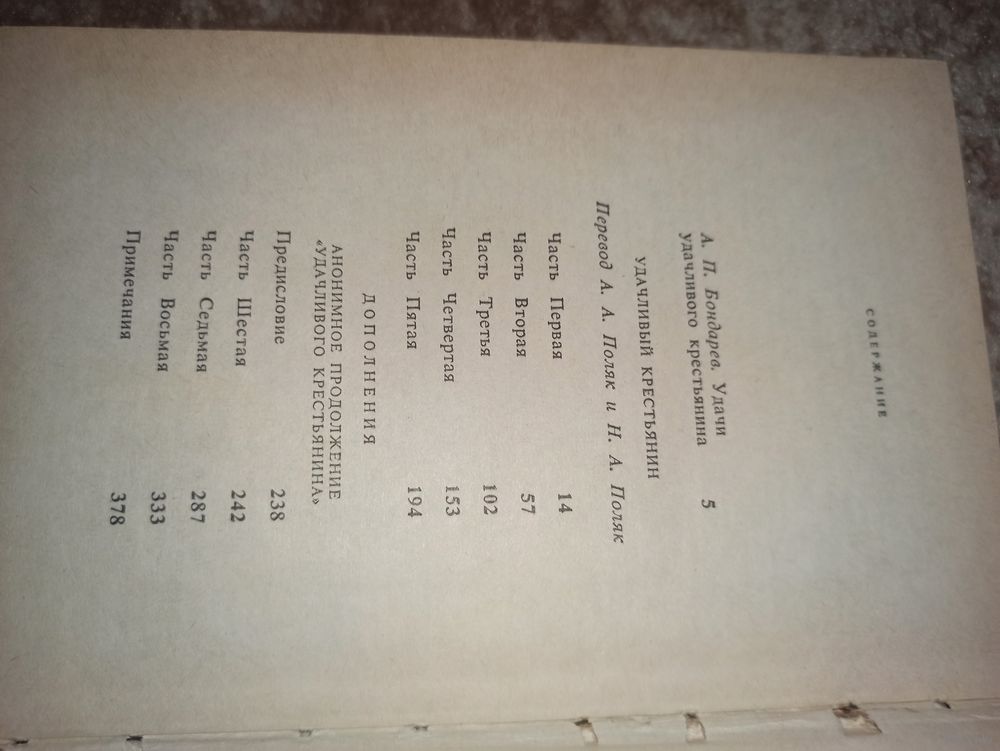 СОДЕРЖАНИЕ
А. П. Бондарев. Удачи
удачливого крестьянина 5
УДАЧЛИВЫЙ КРЕСТЬЯНИН
Перевод А. А. Поляк и Н. А. Поляк
Часть Первая 14
Часть Вторая 57
Часть Третья 102
Часть Четвертая 153
Часть Пятая 194
ДОПОЛНЕНИЯ
АНОНИМНОЕ ПРОДОЛЖЕНИЕ
«УДАЧЛИВОГО КРЕСТЬЯНИНА»
Предисловие 238
Часть Шестая 242
Часть Седьмая 287
Часть Восьмая 333
Примечания 378